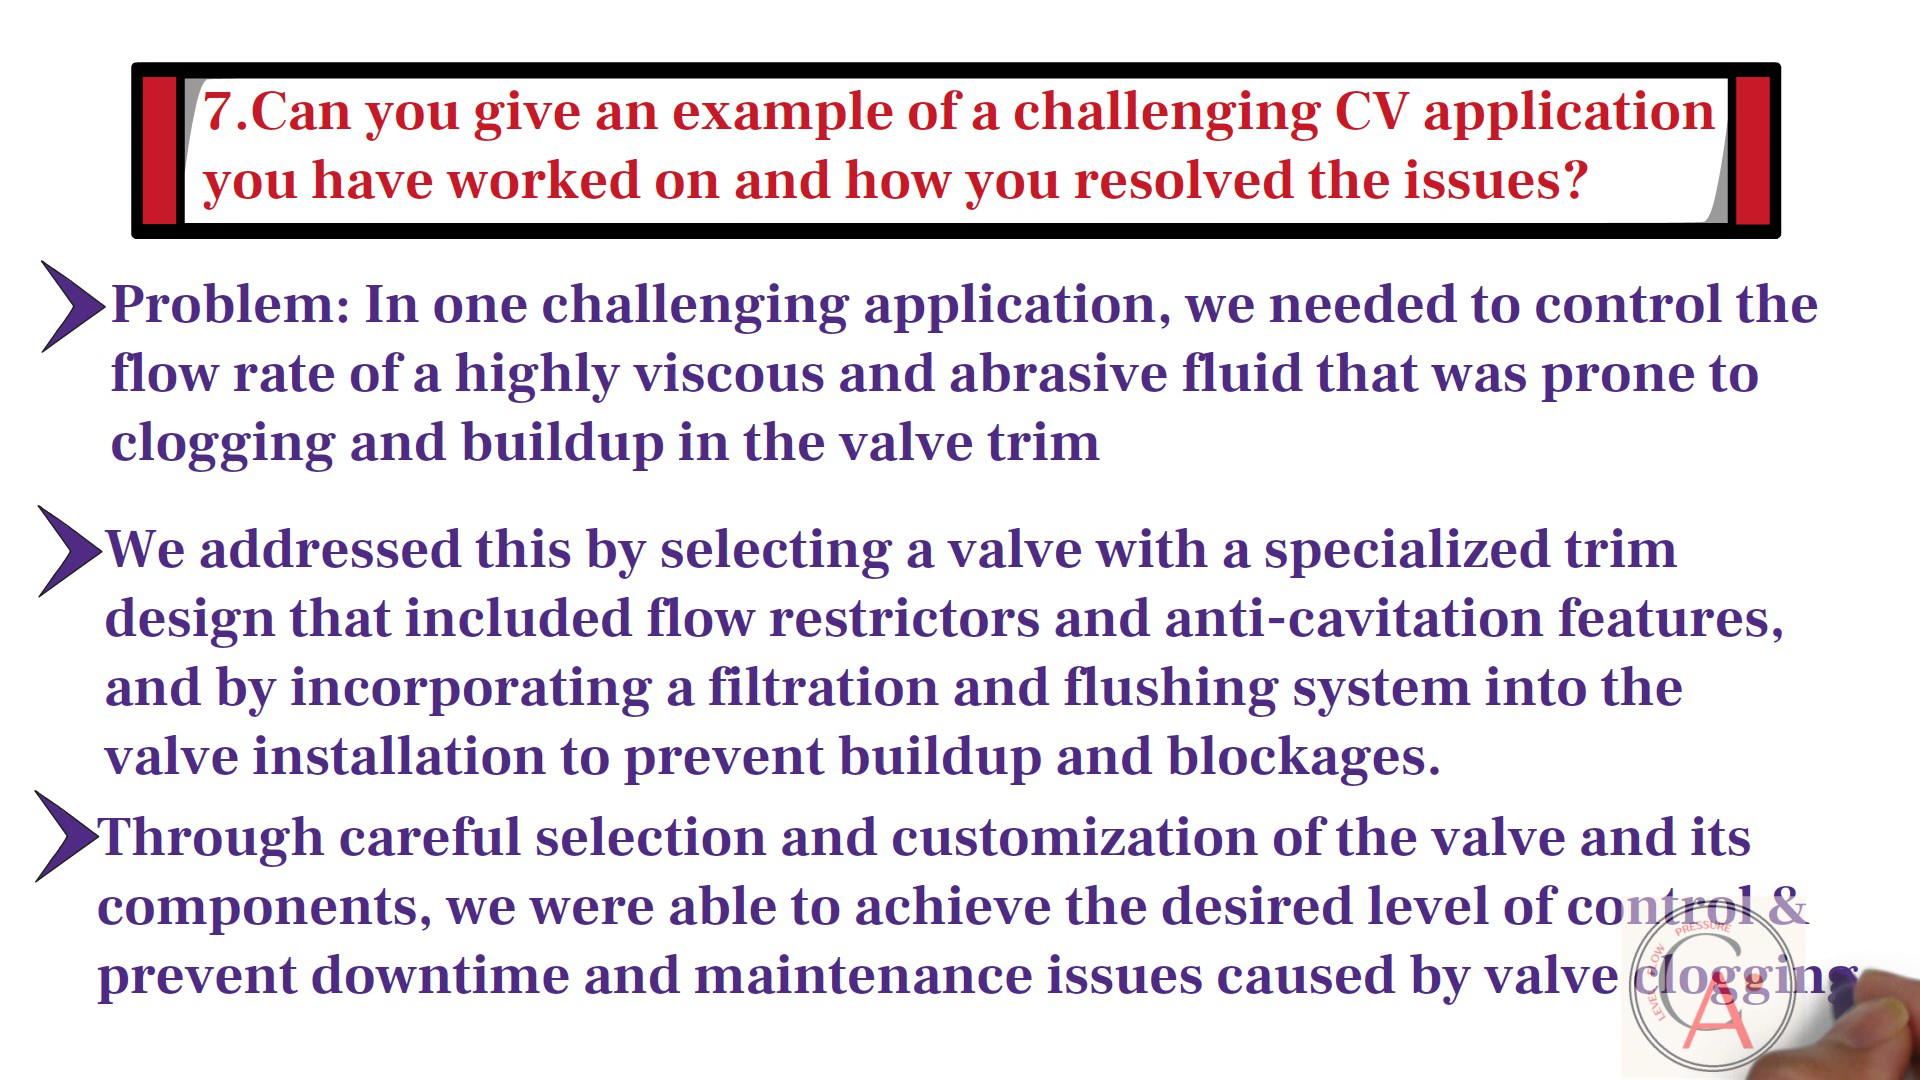 7.Can you give an example of a challenging CV application
you have worked on and how you resolved the issues?
Problem: In one challenging application, we needed to control the
flow rate of a highly viscous and abrasive fluid that was prone to
clogging and buildup in the valve trim
We addressed this by selecting a valve with a specialized trim
design that included flow restrictors and anti-cavitation features,
and by incorporating a filtration and flushing system into the
valve installation to prevent buildup and blockages.
Through careful selection and customization of the valve and its
components, we were able to achieve the desired level of control &
prevent downtime and maintenance issues caused by valve clogging
PRESSURE
FLOW
LEVEL
CA